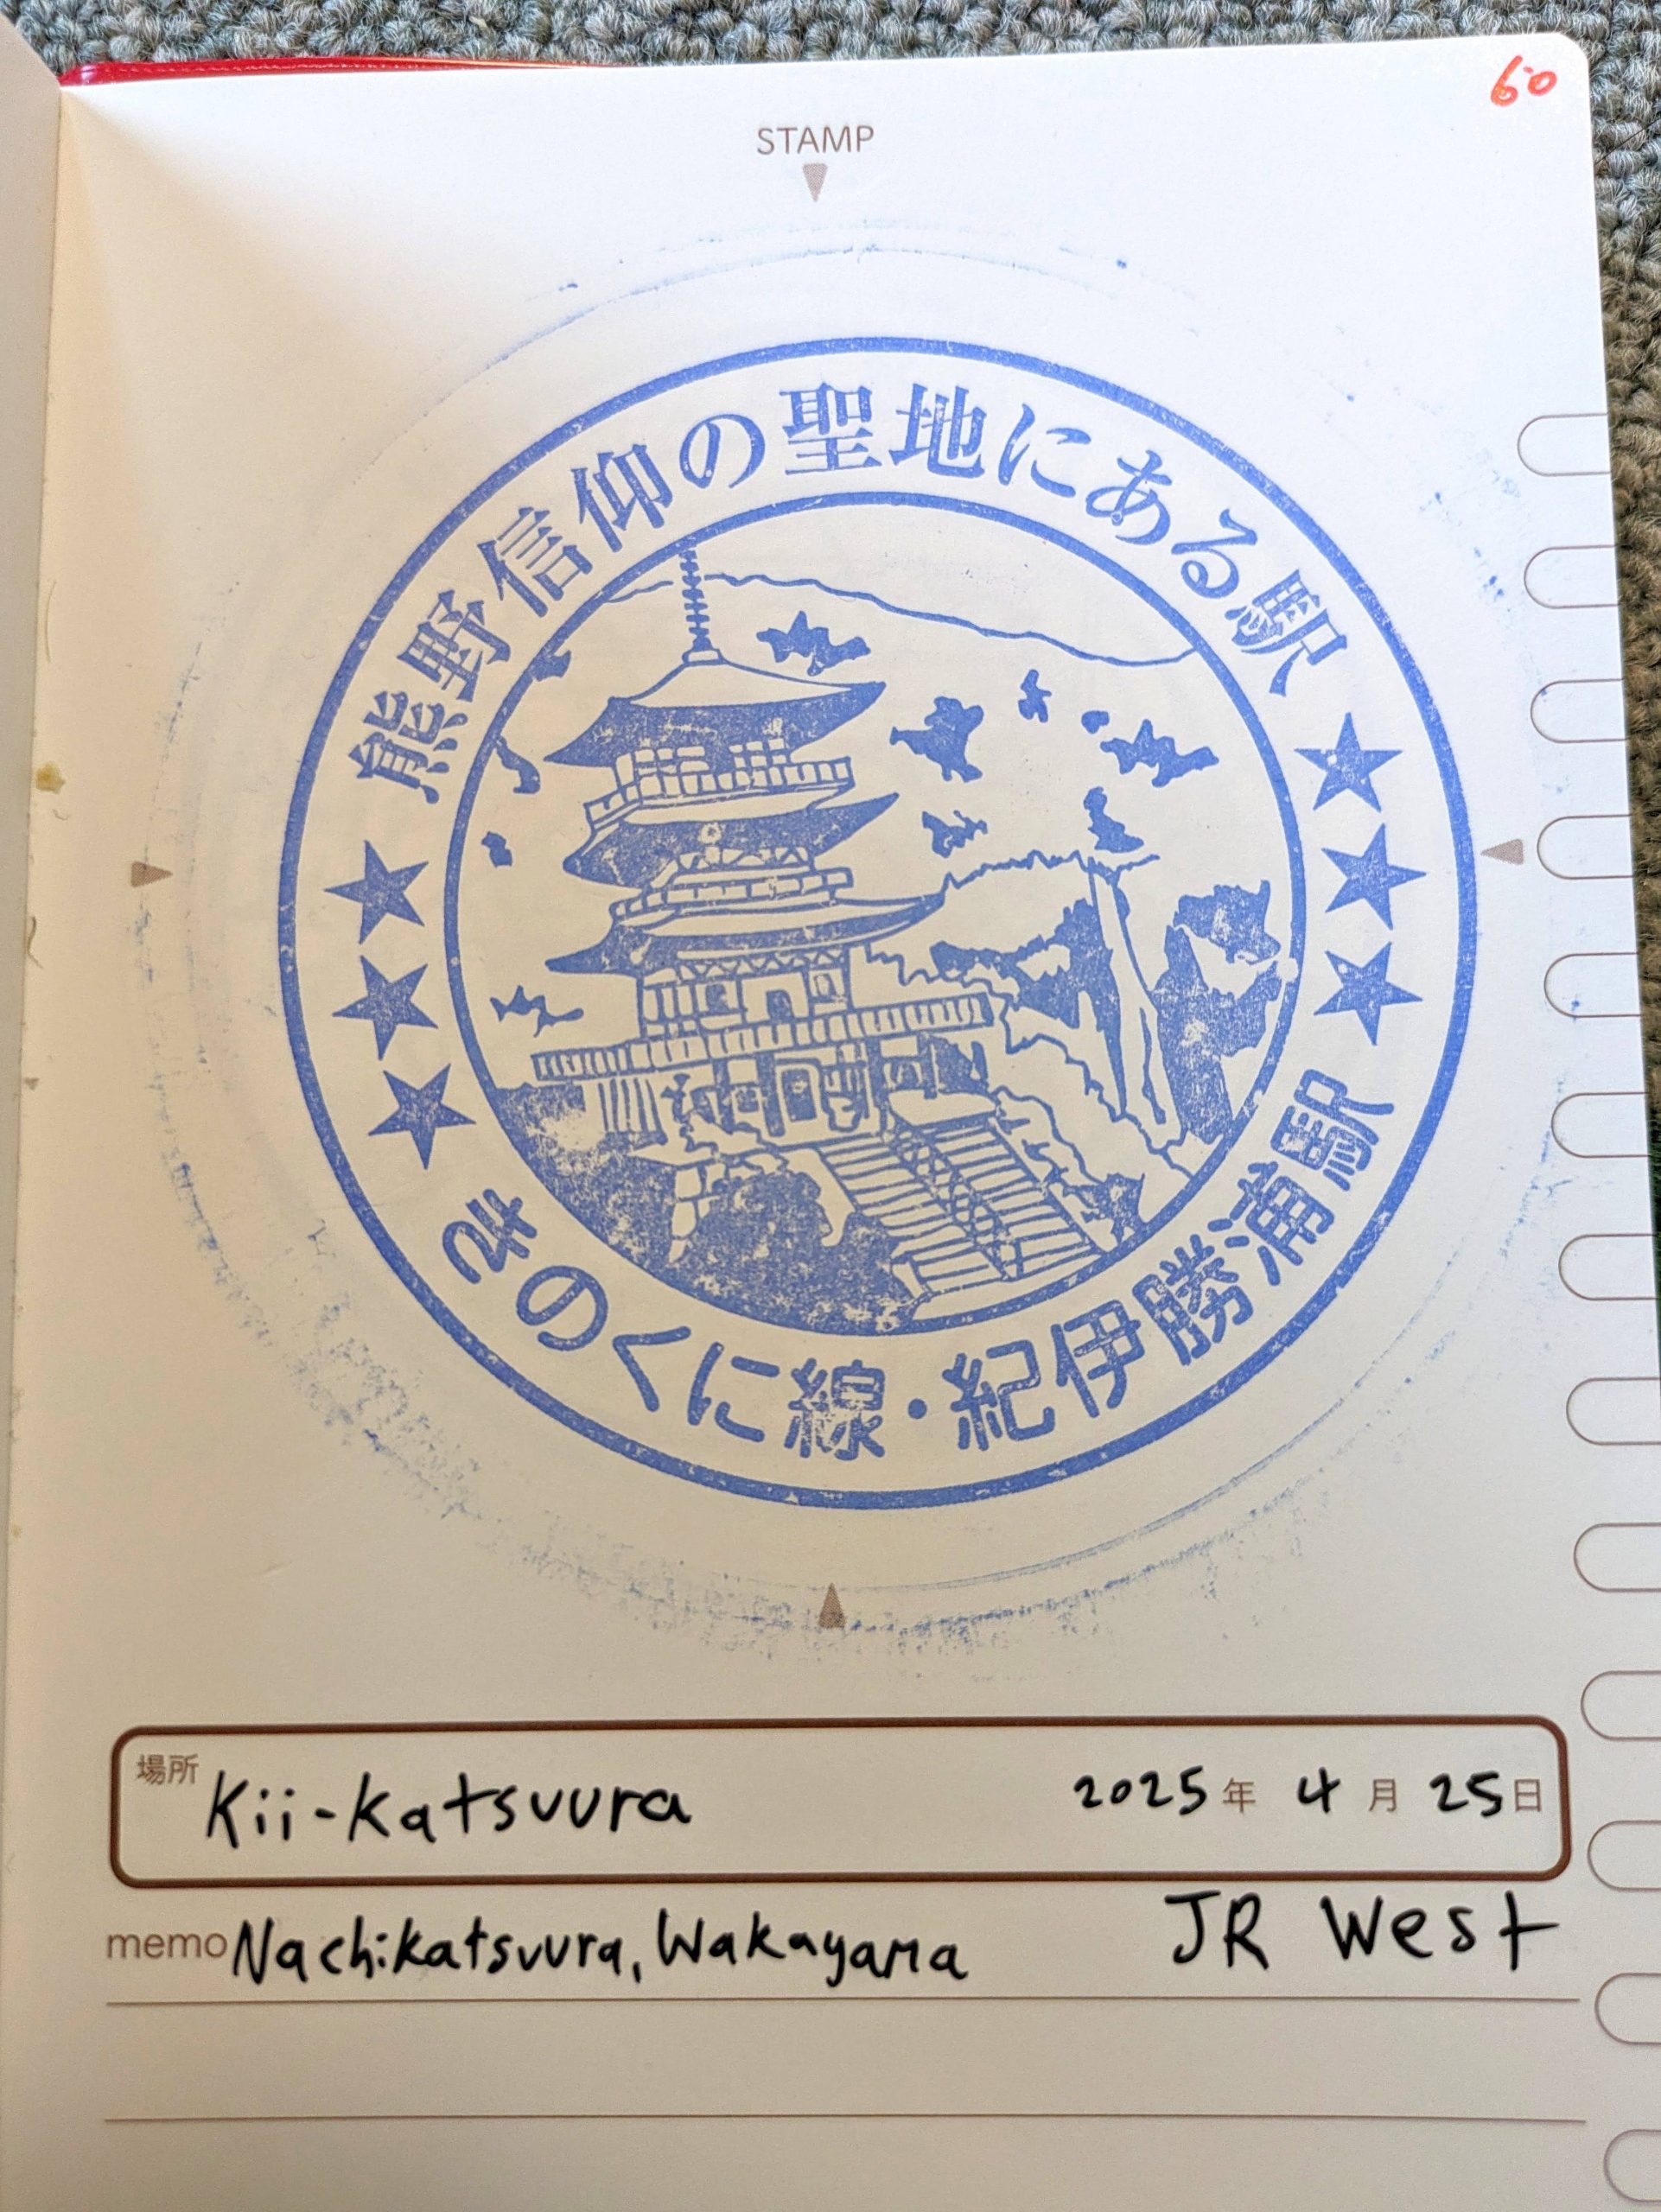 60
STAMP
熊野信仰の聖地にある駅
きのくに線・紀伊勝浦駅
場所 Kii-Katsuura 2025年 4月 25日
memo Nachikatsuura, Wakayama JR West